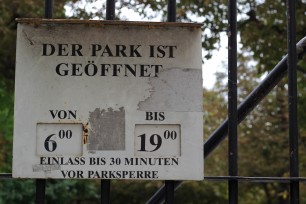 DER PARK IST
GEÖFFNET
VON BIS
6⁰⁰ 19⁰⁰
EINLASS BIS 30 MINUTEN
VOR PARKSPERRE